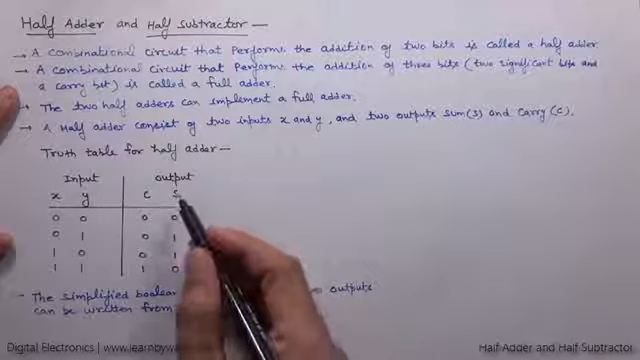 Half Adder and Half Subtractor —
→ A combinational circuit that performs the addition of two bits is called a half adder.
→ A combinational circuit that performs the addition of three bits (two significant bits and
a carry bit) is called a full adder.
→ The two half adders can implement a full adder.
→ A Half adder consist of two inputs x and y, and two outputs sum(S) and carry(C).
Truth table for half adder —
Input output
x y C S
0 0 0 0
0 1 0 1
1 0 0 1
1 1 1 0
- The simplified boolean outputs
can be written from
Digital Electronics | www.learnbyw
Half Adder and Half Subtractor